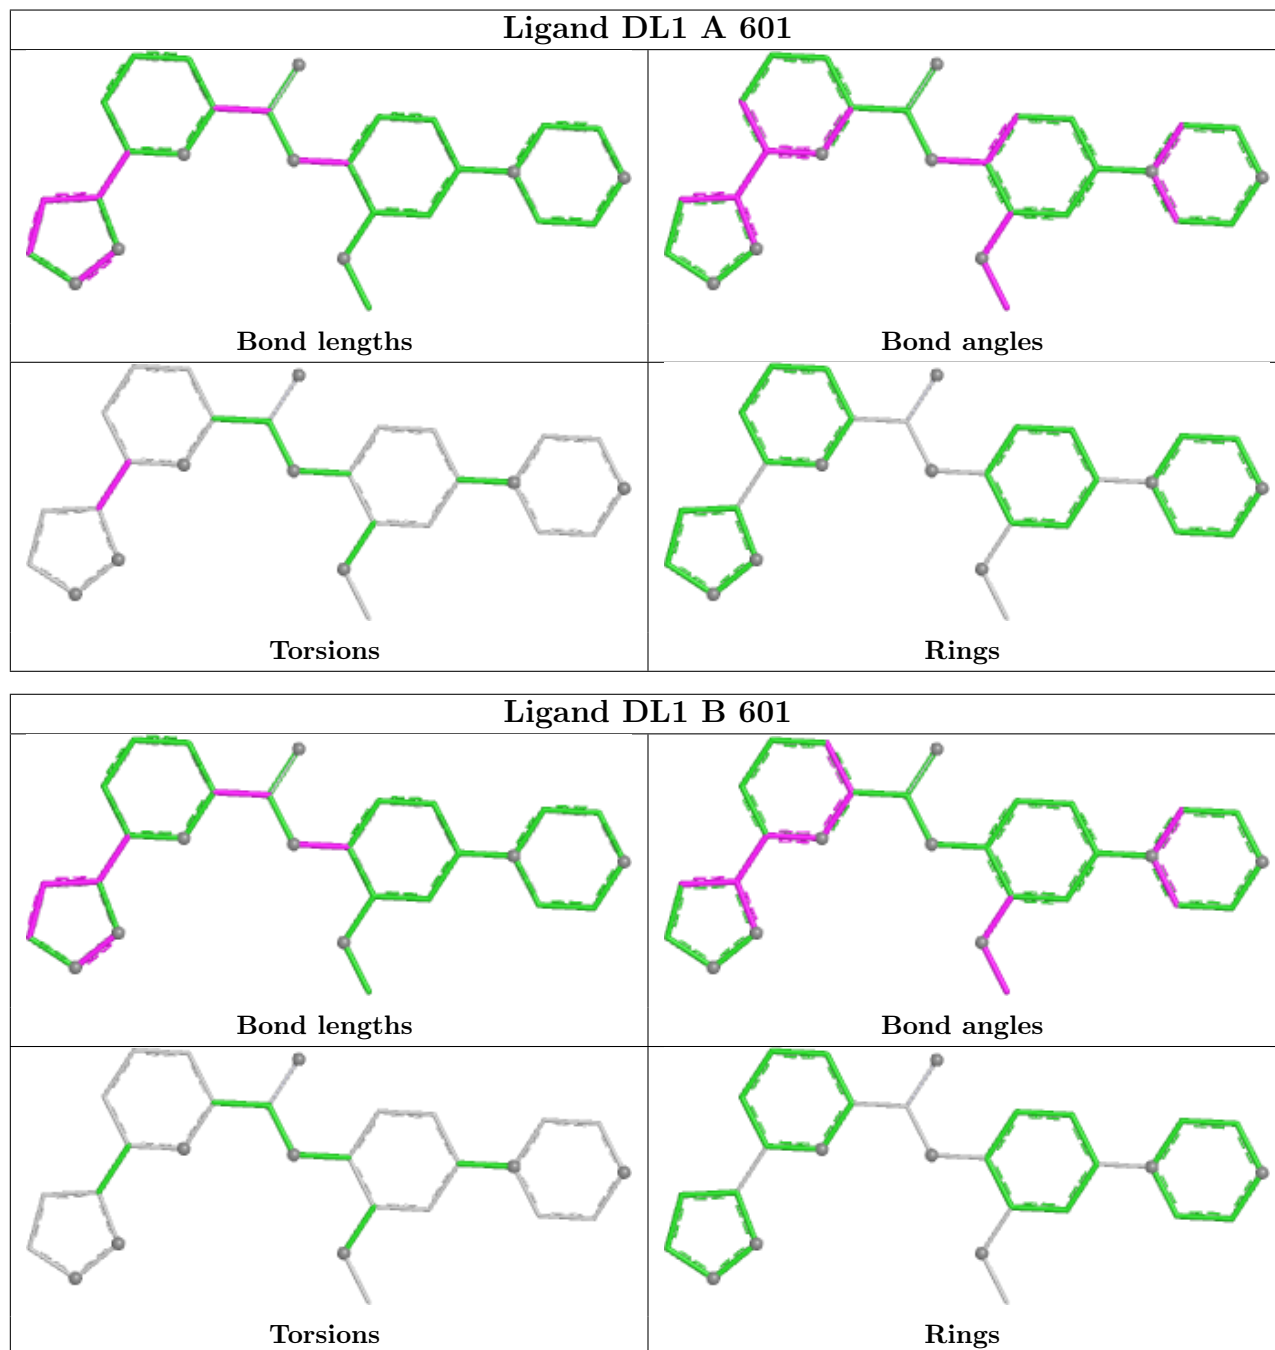 Ligand DL1 A 601
Bond lengths
Bond angles
Torsions
Rings
Ligand DL1 B 601
Bond lengths
Bond angles
Torsions
Rings